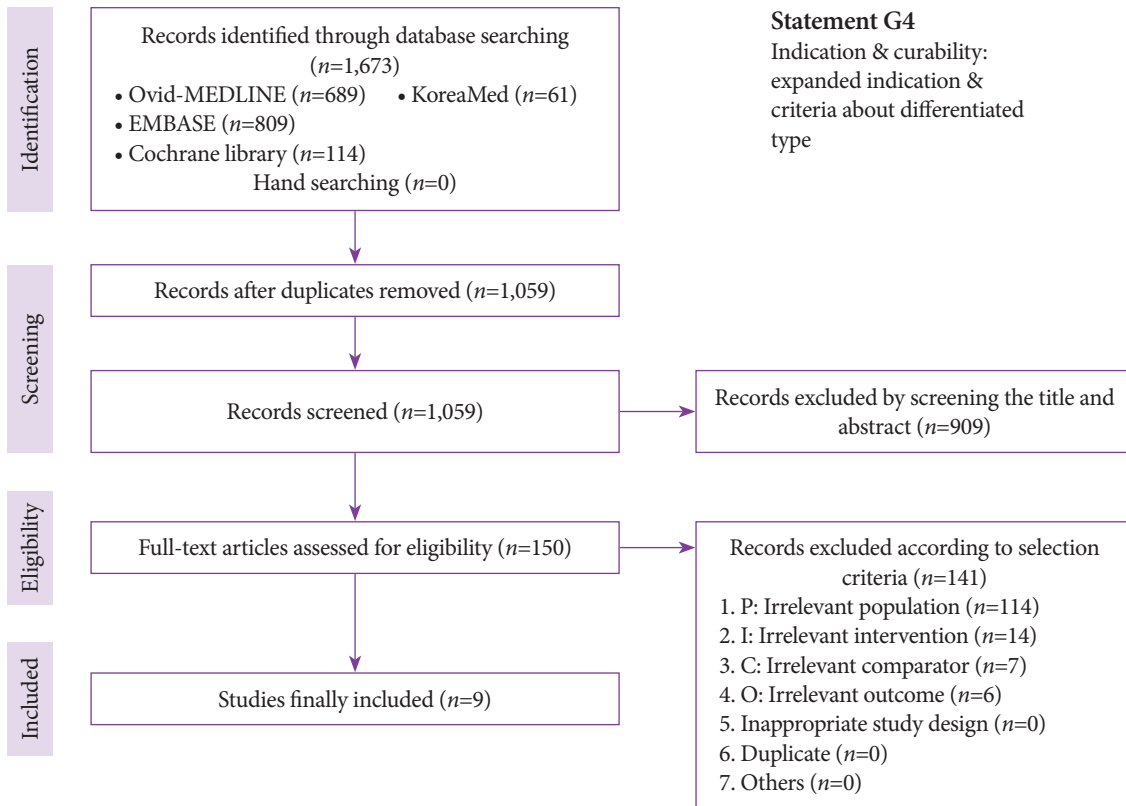 Statement G4
Indication & curability:
expanded indication &
criteria about differentiated
type
Identification
Records identified through database searching
(n=1,673)
• Ovid-MEDLINE (n=689) • KoreaMed (n=61)
• EMBASE (n=809)
• Cochrane library (n=114)
Hand searching (n=0)
Screening
Records after duplicates removed (n=1,059)
Records screened (n=1,059)
Records excluded by screening the title and
abstract (n=909)
Eligibility
Full-text articles assessed for eligibility (n=150)
Records excluded according to selection
criteria (n=141)
1. P: Irrelevant population (n=114)
2. I: Irrelevant intervention (n=14)
3. C: Irrelevant comparator (n=7)
4. O: Irrelevant outcome (n=6)
5. Inappropriate study design (n=0)
6. Duplicate (n=0)
7. Others (n=0)
Included
Studies finally included (n=9)